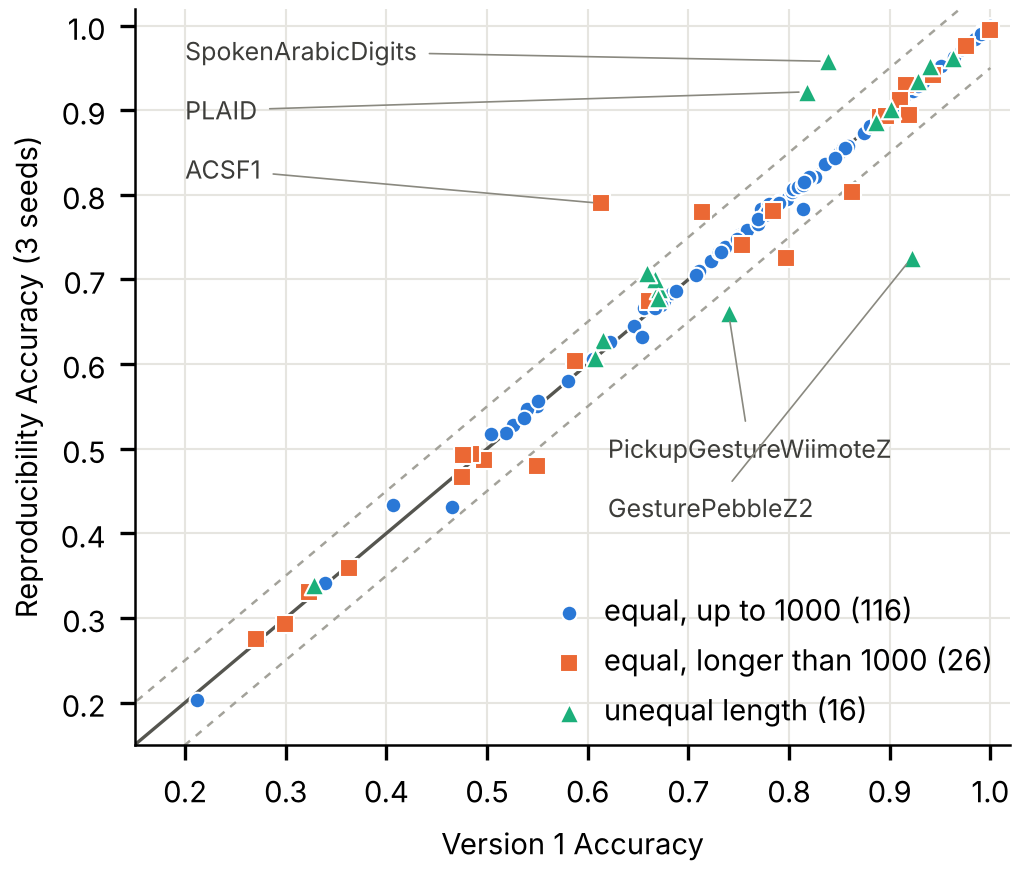 1.0
0.9
0.8
0.7
0.6
0.5
0.4
0.3
0.2
Reproducibility Accuracy (3 seeds)
SpokenArabicDigits
PLAID
ACSF1
PickupGestureWiimoteZ
GesturePebbleZ2
equal, up to 1000 (116)
equal, longer than 1000 (26)
unequal length (16)
0.2 0.3 0.4 0.5 0.6 0.7 0.8 0.9 1.0
Version 1 Accuracy